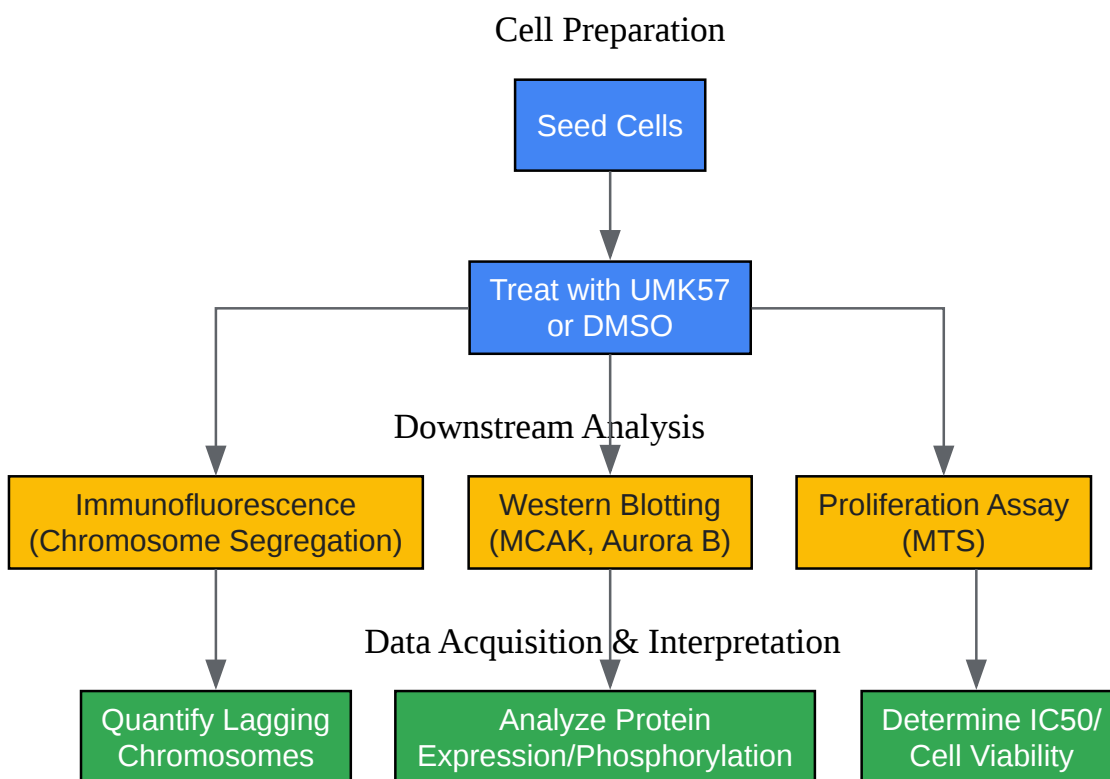 Cell Preparation
Seed Cells
Treat with UMK57
or DMSO
Downstream Analysis
Immunofluorescence
(Chromosome Segregation)
Western Blotting
(MCAK, Aurora B)
Proliferation Assay
(MTS)
Data Acquisition & Interpretation
Quantify Lagging
Chromosomes
Analyze Protein
Expression/Phosphorylation
Determine IC50/
Cell Viability